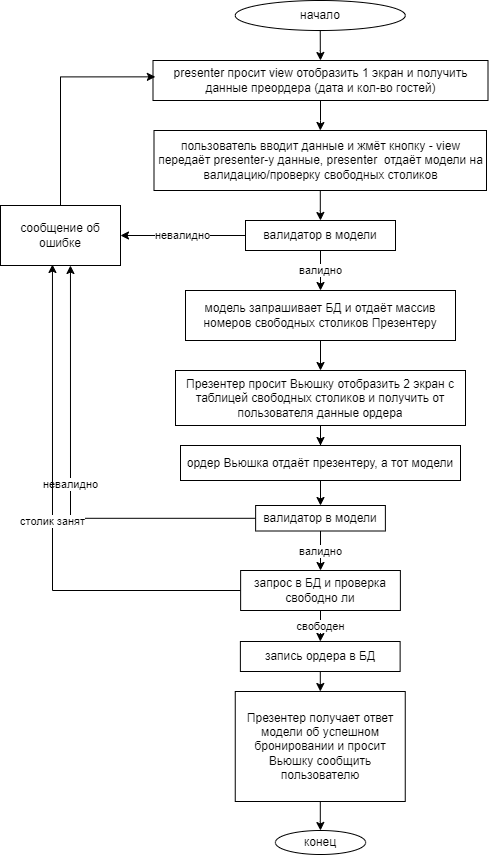 начало
presenter просит view отобразить 1 экран и получить
данные преордера (дата и кол-во гостей)
пользователь вводит данные и жмёт кнопку - view
передаёт presenter-у данные, presenter отдаёт модели на
валидацию/проверку свободных столиков
сообщение об
ошибке
невалидно
валидатор в модели
валидно
модель запрашивает БД и отдаёт массив
номеров свободных столиков Презентеру
Презентер просит Вьюшку отобразить 2 экран с
таблицей свободных столиков и получить от
пользователя данные ордера
ордер Вьюшка отдаёт презентеру, а тот модели
невалидно
столик занят
валидатор в модели
валидно
запрос в БД и проверка
свободно ли
свободен
запись ордера в БД
Презентер получает ответ
модели об успешном
бронировании и просит
Вьюшку сообщить
пользователю
конец